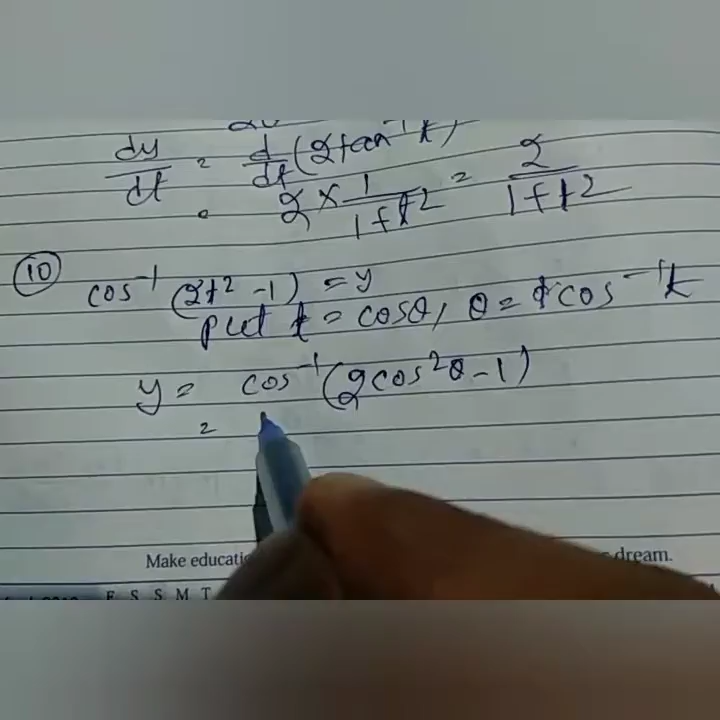 dy/dt = d/dt (2tan⁻¹t)
= 2 × 1/1+t2 = 2/1+t2
(10) cos⁻¹ (2t² -1) = y
put t = cosθ, θ = cos⁻¹t
y = cos⁻¹(2cos²θ-1)
=
Make educati dream.
F S S M T